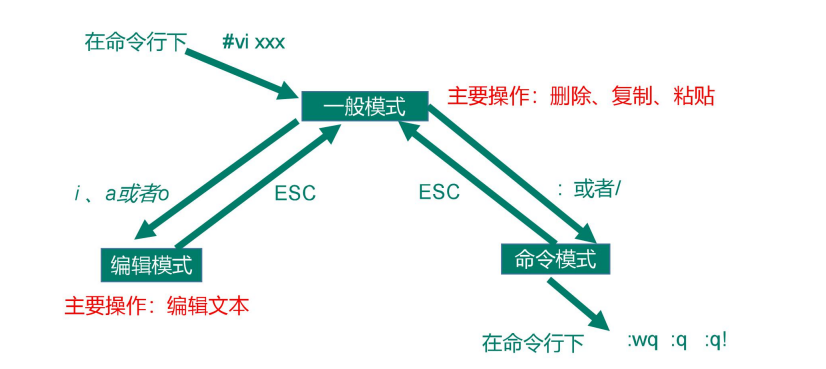 在命令行下 #vi xxx
一般模式
主要操作：删除、复制、粘贴
i 、a或者o
ESC
ESC
： 或者/
编辑模式
命令模式
主要操作：编辑文本
在命令行下 :wq :q :q!